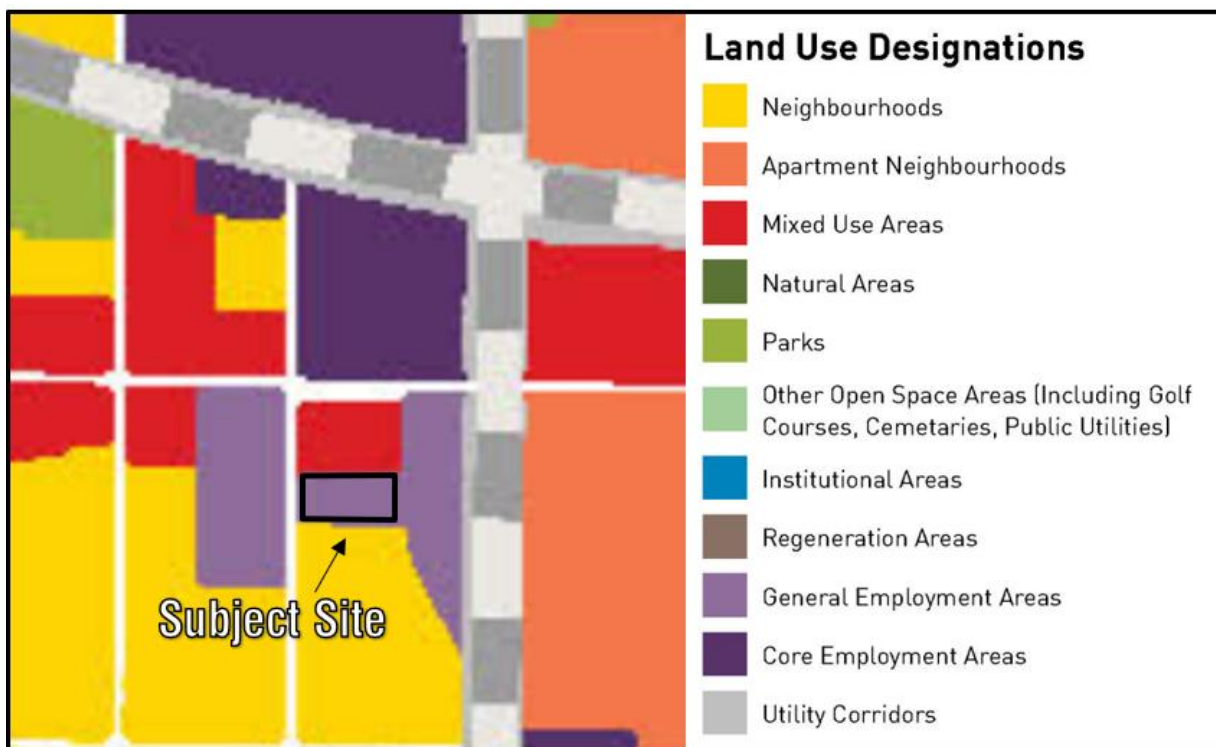 Land Use Designations
Neighbourhoods
Apartment Neighbourhoods
Mixed Use Areas
Natural Areas
Parks
Other Open Space Areas (Including Golf
Courses, Cemetaries, Public Utilities)
Institutional Areas
Regeneration Areas
General Employment Areas
Core Employment Areas
Utility Corridors
Subject Site